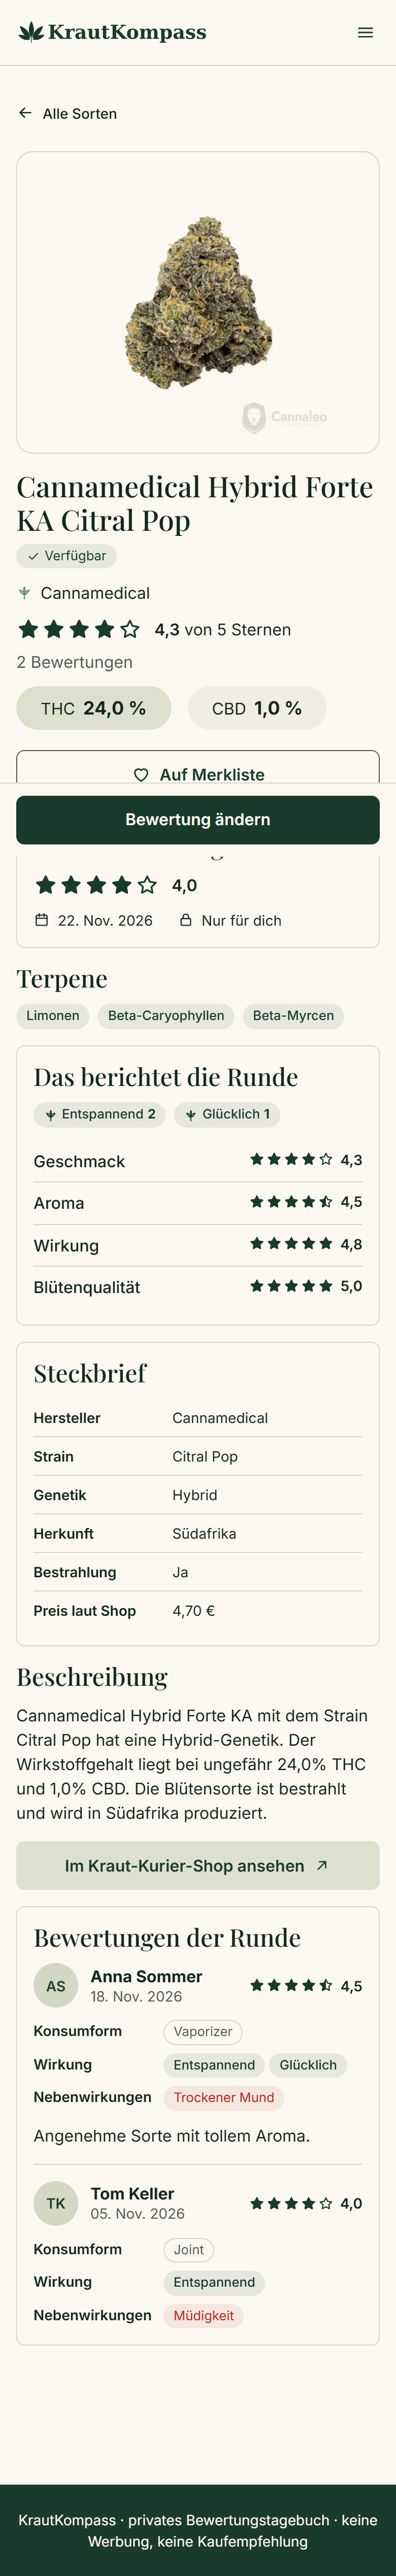 KrautKompass
Alle Sorten
Cannaleo
Cannamedical Hybrid Forte
KA Citral Pop
Verfügbar
Cannamedical
4,3 von 5 Sternen
2 Bewertungen
THC 24,0 %
CBD 1,0 %
Auf Merkliste
Bewertung ändern
4,0
22. Nov. 2026 Nur für dich
Terpene
Limonen Beta-Caryophyllen Beta-Myrcen
Das berichtet die Runde
Entspannend 2 Glücklich 1
Geschmack 4,3
Aroma 4,5
Wirkung 4,8
Blütenqualität 5,0
Steckbrief
Hersteller Cannamedical
Strain Citral Pop
Genetik Hybrid
Herkunft Südafrika
Bestrahlung Ja
Preis laut Shop 4,70 €
Beschreibung
Cannamedical Hybrid Forte KA mit dem Strain
Citral Pop hat eine Hybrid-Genetik. Der
Wirkstoffgehalt liegt bei ungefähr 24,0% THC
und 1,0% CBD. Die Blütensorte ist bestrahlt
und wird in Südafrika produziert.
Im Kraut-Kurier-Shop ansehen
Bewertungen der Runde
AS Anna Sommer 4,5
18. Nov. 2026
Konsumform Vaporizer
Wirkung Entspannend Glücklich
Nebenwirkungen Trockener Mund
Angenehme Sorte mit tollem Aroma.
TK Tom Keller 4,0
05. Nov. 2026
Konsumform Joint
Wirkung Entspannend
Nebenwirkungen Müdigkeit
KrautKompass · privates Bewertungstagebuch · keine
Werbung, keine Kaufempfehlung